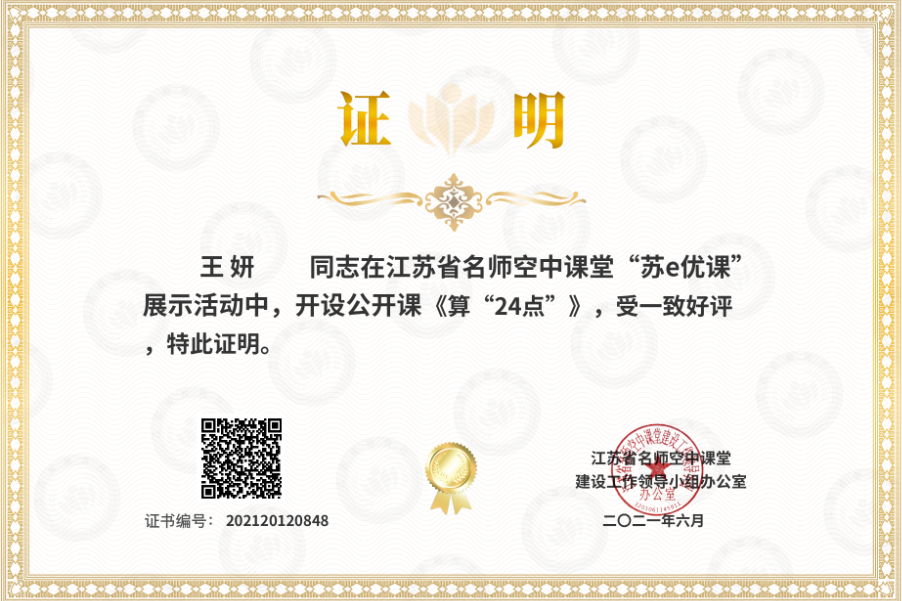 证明
王 妍 同志在江苏省名师空中课堂“苏e优课”
展示活动中，开设公开课《算“24点”》，受一致好评
，特此证明。
江苏省名师空中课堂
建设工作领导小组办公室
办公室
证书编号： 202120120848
二〇二一年六月